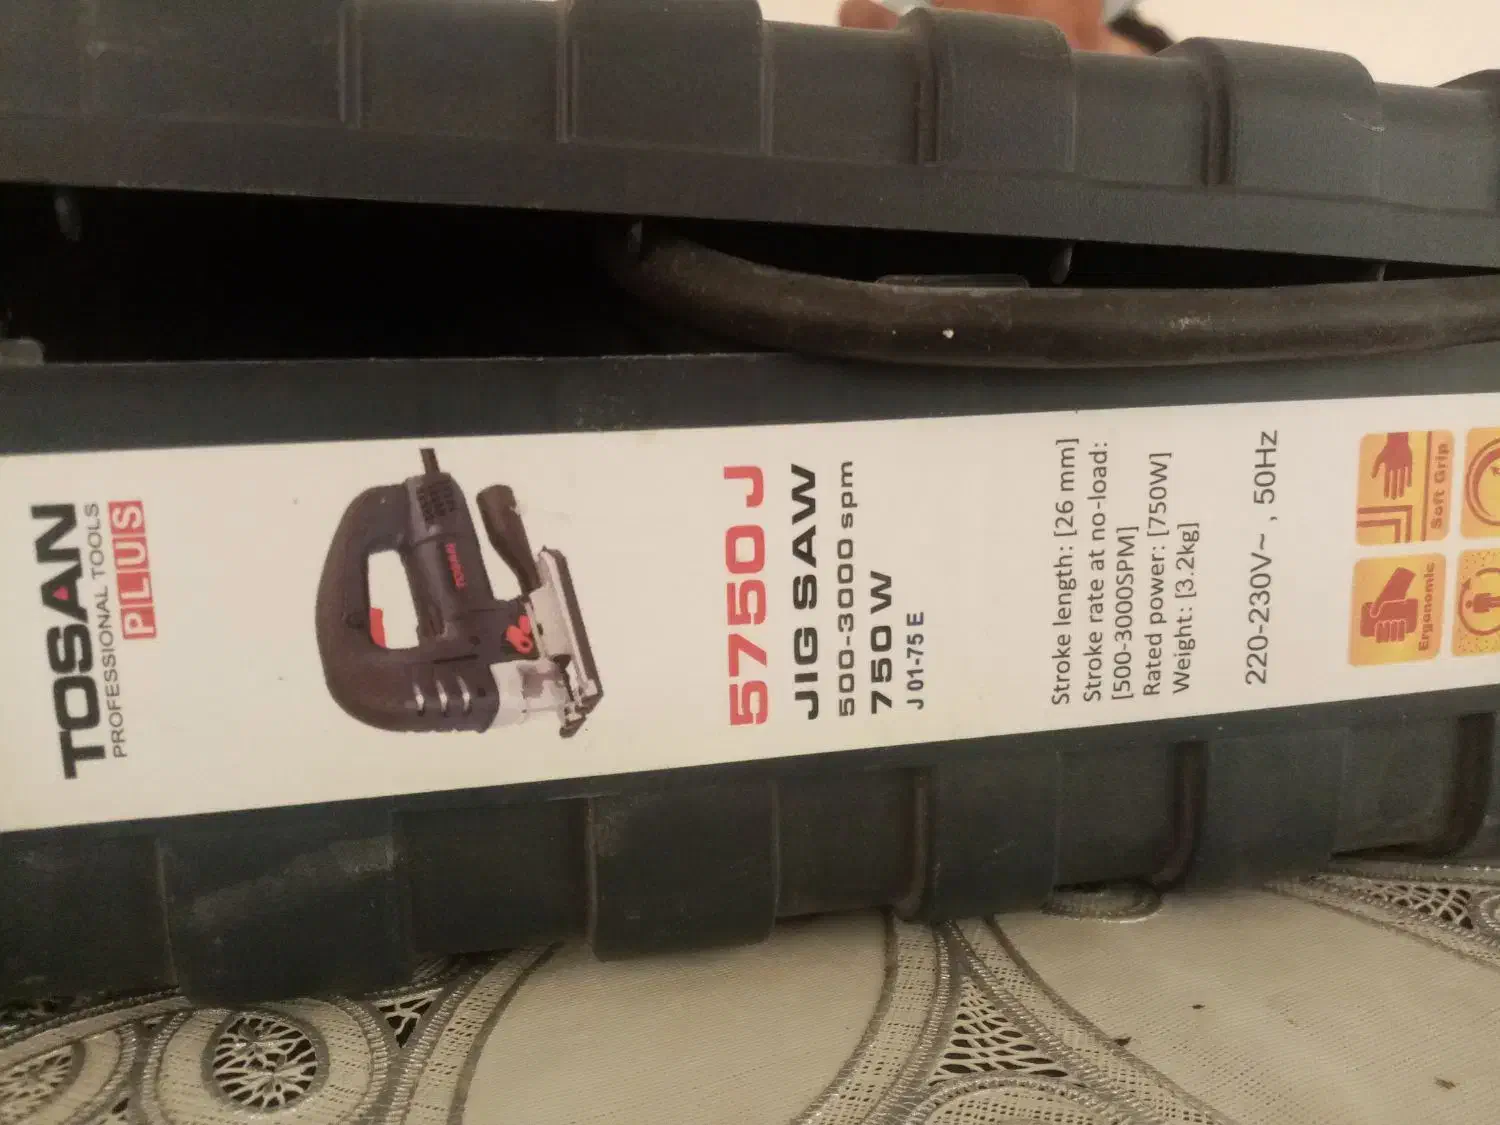 TOSAN
PROFESSIONAL TOOLS
PLUS
TOSAN
5750 J
JIG SAW
500-3000 spm
750 W
J 01-75 E
Stroke length: [26 mm]
Stroke rate at no-load:
[500-3000SPM]
Rated power: [750W]
Weight: [3.2kg]
220-230V~ , 50Hz
Soft Grip
Ergonomic